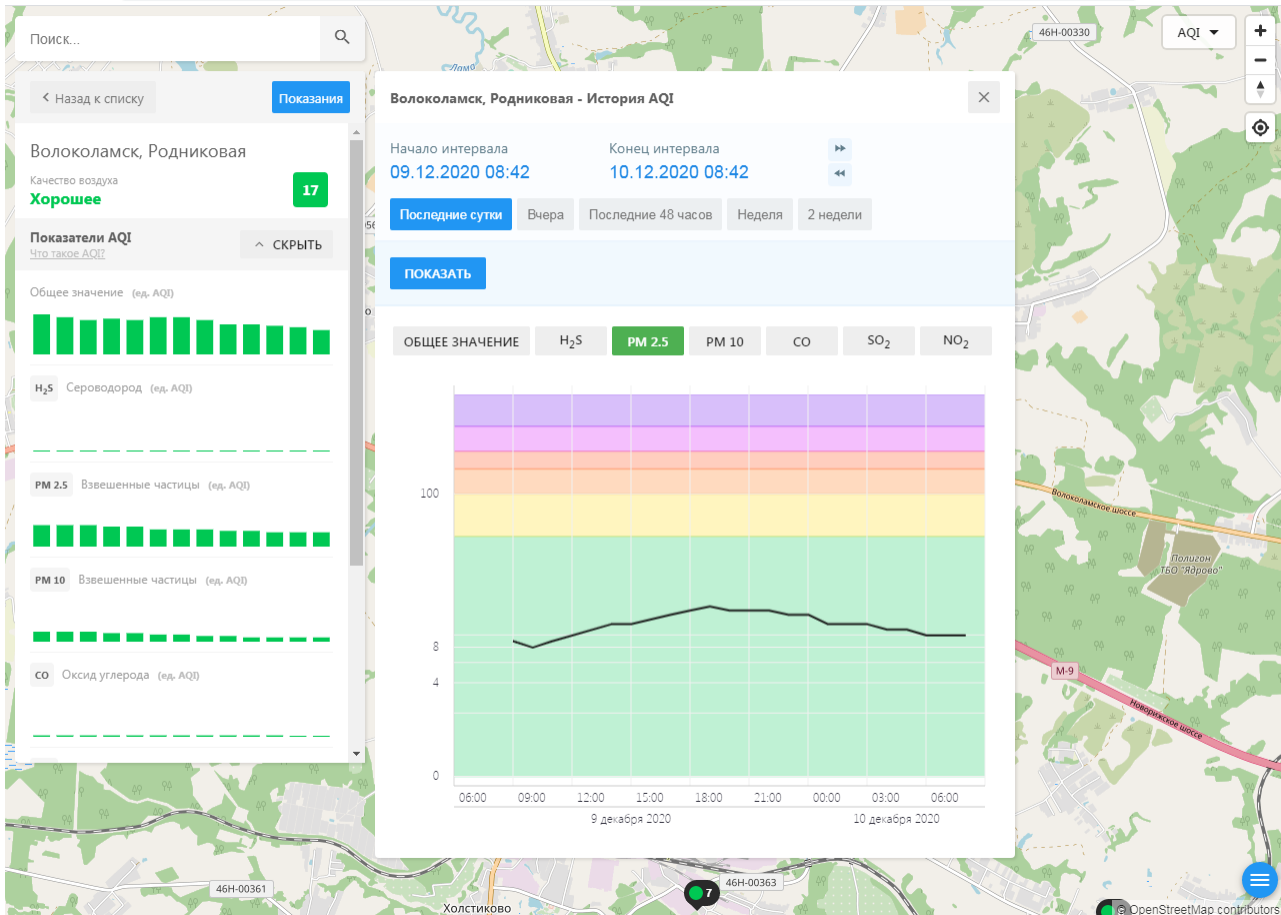 Поиск...
46Н-00330
AQI
Ламо
Назад к списку
Показания
Волоколамск, Родниковая
Качество воздуха
Хорошее
17
Показатели AQI
Что такое AQI?
СКРЫТЬ
Общее значение (ед. AQI)
H2S Сероводород (ед. AQI)
PM 2.5 Взвешенные частицы (ед. AQI)
PM 10 Взвешенные частицы (ед. AQI)
CO Оксид углерода (ед. AQI)
Волоколамск, Родниковая - История AQI
Начало интервала
Конец интервала
09.12.2020 08:42
10.12.2020 08:42
Последние сутки
Вчера
Последние 48 часов
Неделя
2 недели
ПОКАЗАТЬ
ОБЩЕЕ ЗНАЧЕНИЕ
H2S
PM 2.5
PM 10
CO
SO2
NO2
100
8
4
0
06:00 09:00 12:00 15:00 18:00 21:00 00:00 03:00 06:00
9 декабря 2020
10 декабря 2020
Волоколамское шоссе
Полигон
ТБО "Ядрово"
М-9
Новорижское шоссе
46Н-00361
46Н-00363
7
Холстиково
© OpenStreetMap contributors